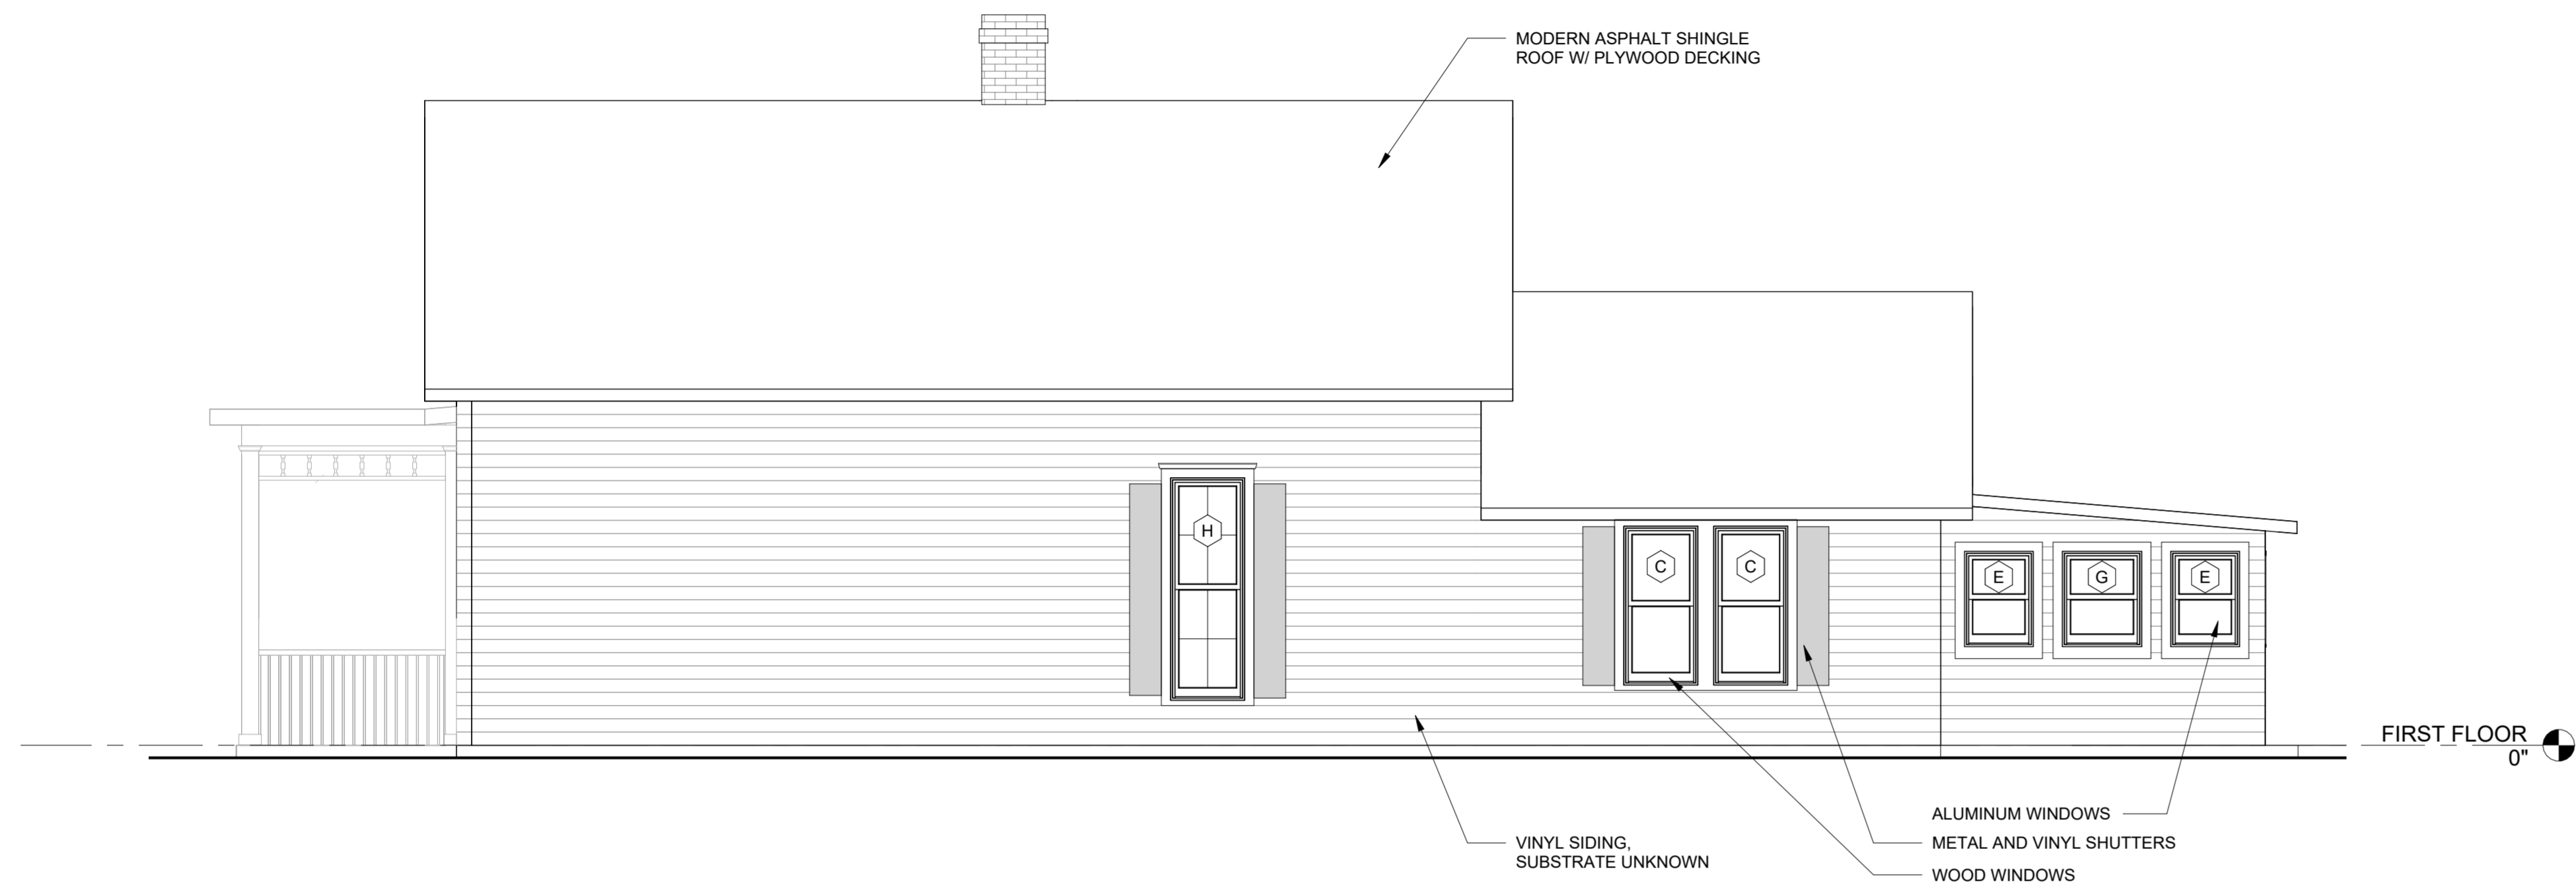 MODERN ASPHALT SHINGLE
ROOF W/ PLYWOOD DECKING
H
C
C
E
G
E
FIRST FLOOR
0"
ALUMINUM WINDOWS
VINYL SIDING,
SUBSTRATE UNKNOWN
METAL AND VINYL SHUTTERS
WOOD WINDOWS